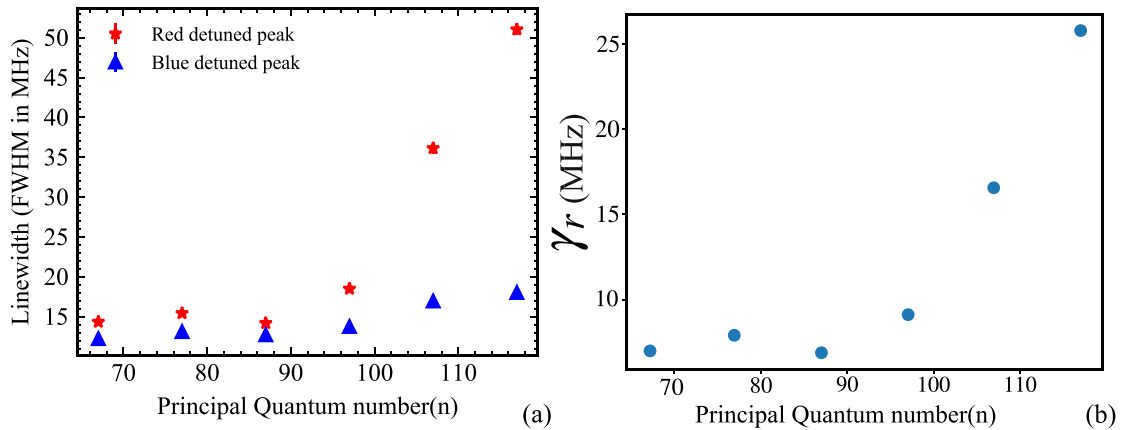 Linewidth (FWHM in MHz)
50
45
40
35
30
25
20
15
Red detuned peak
Blue detuned peak
70 80 90 100 110
Principal Quantum number(n)
(a)
γr (MHz)
25
20
15
10
70 80 90 100 110
Principal Quantum number(n)
(b)